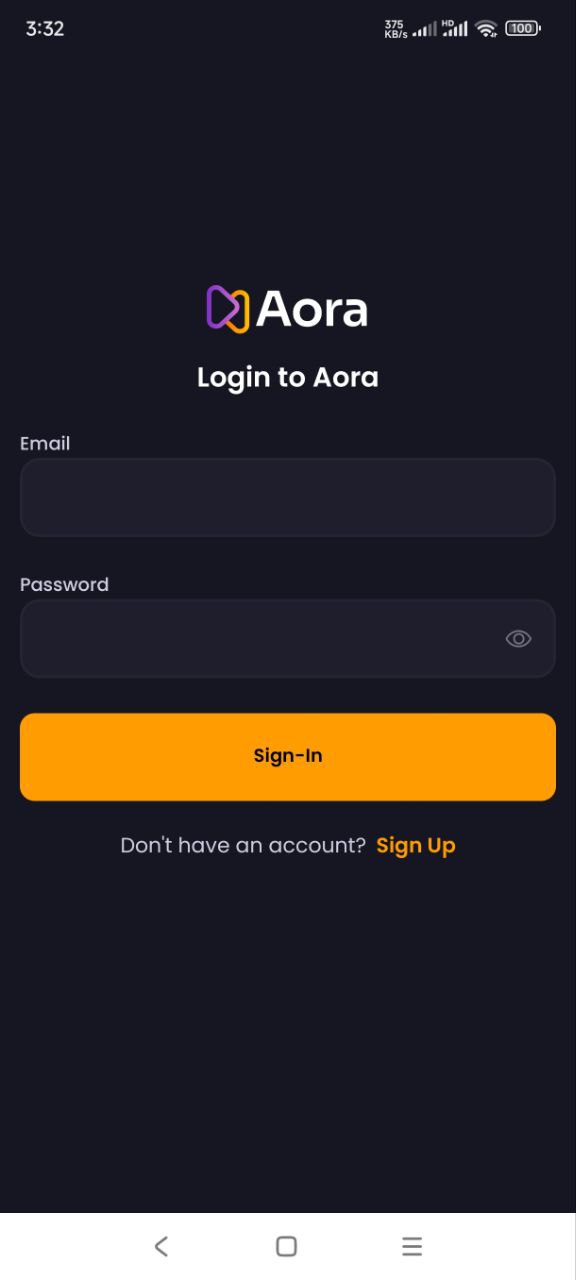 3:32
375
KB/s
HD
100
Aora
Login to Aora
Email
Password
Sign-In
Don't have an account? Sign Up